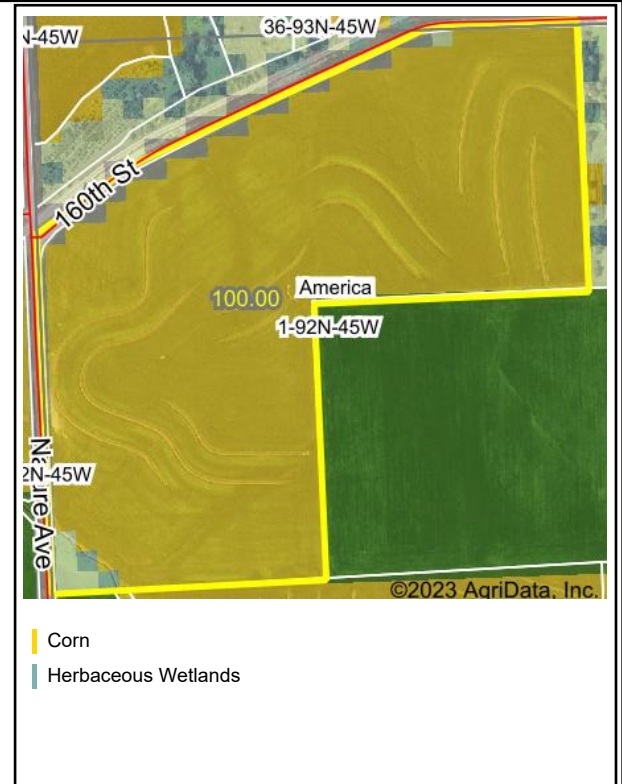 N-45W
36-93N-45W
160th St
100.00
America
1-92N-45W
Nature Ave
2N-45W
©2023 AgriData, Inc.
Corn
Herbaceous Wetlands